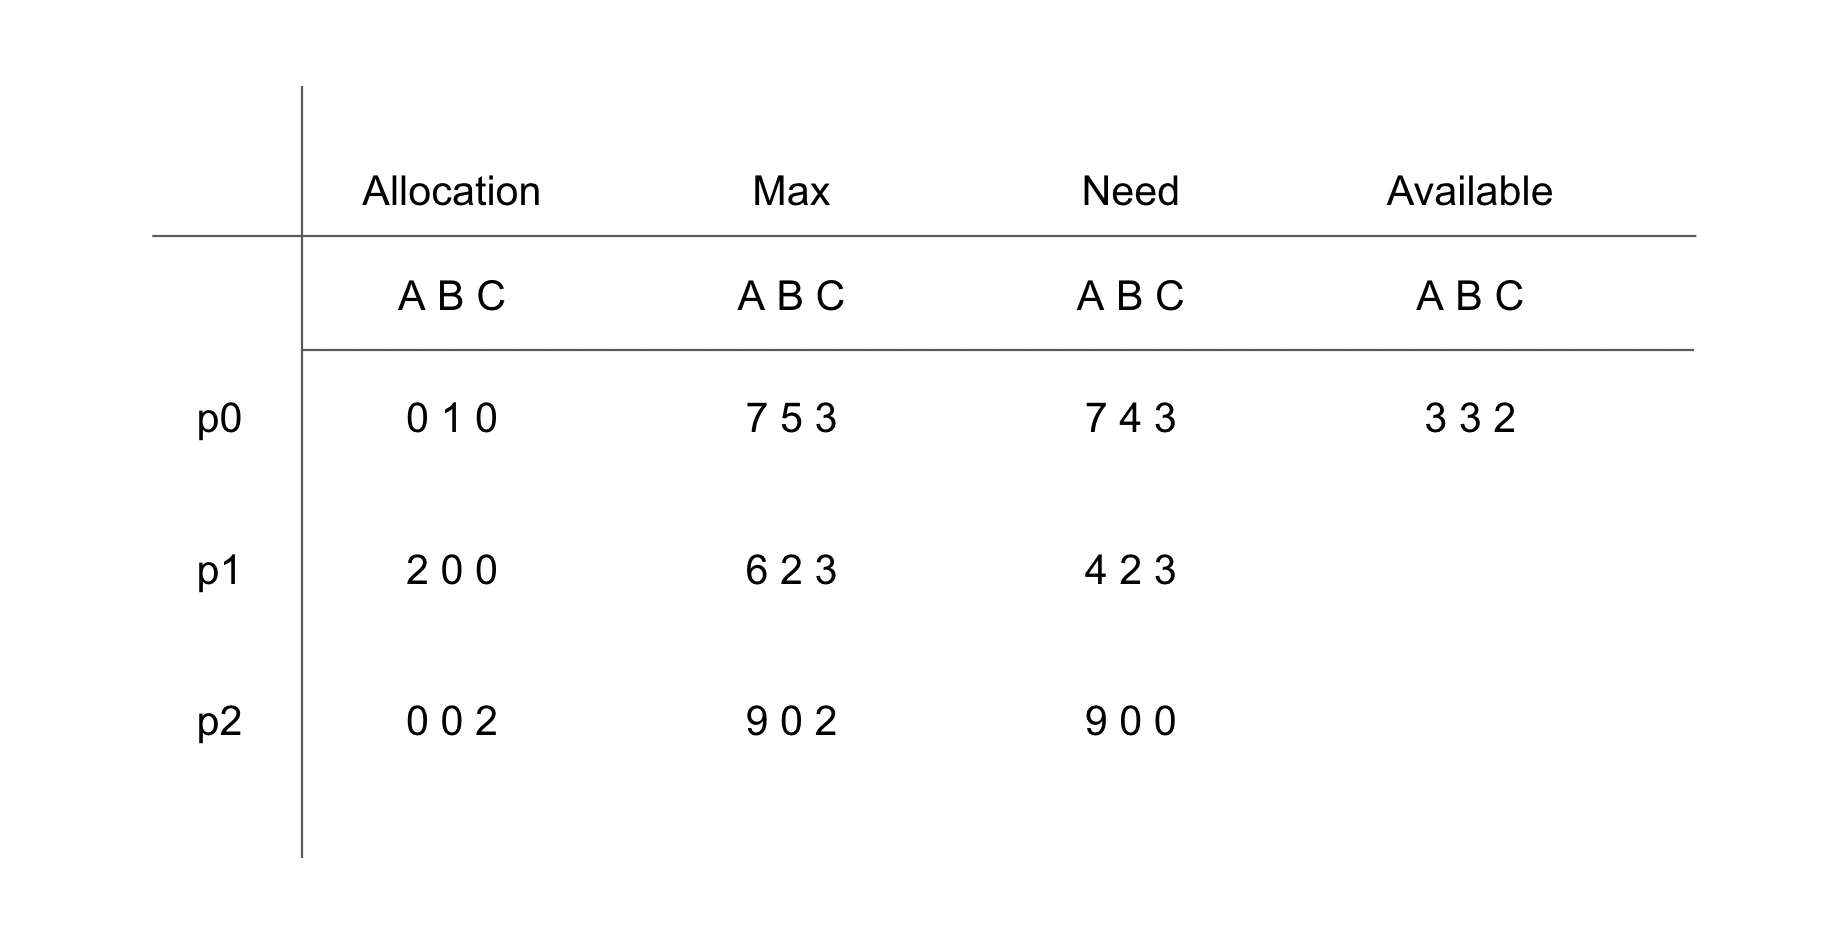 Allocation Max Need Available
A B C A B C A B C A B C
p0 0 1 0 7 5 3 7 4 3 3 3 2
p1 2 0 0 6 2 3 4 2 3
p2 0 0 2 9 0 2 9 0 0